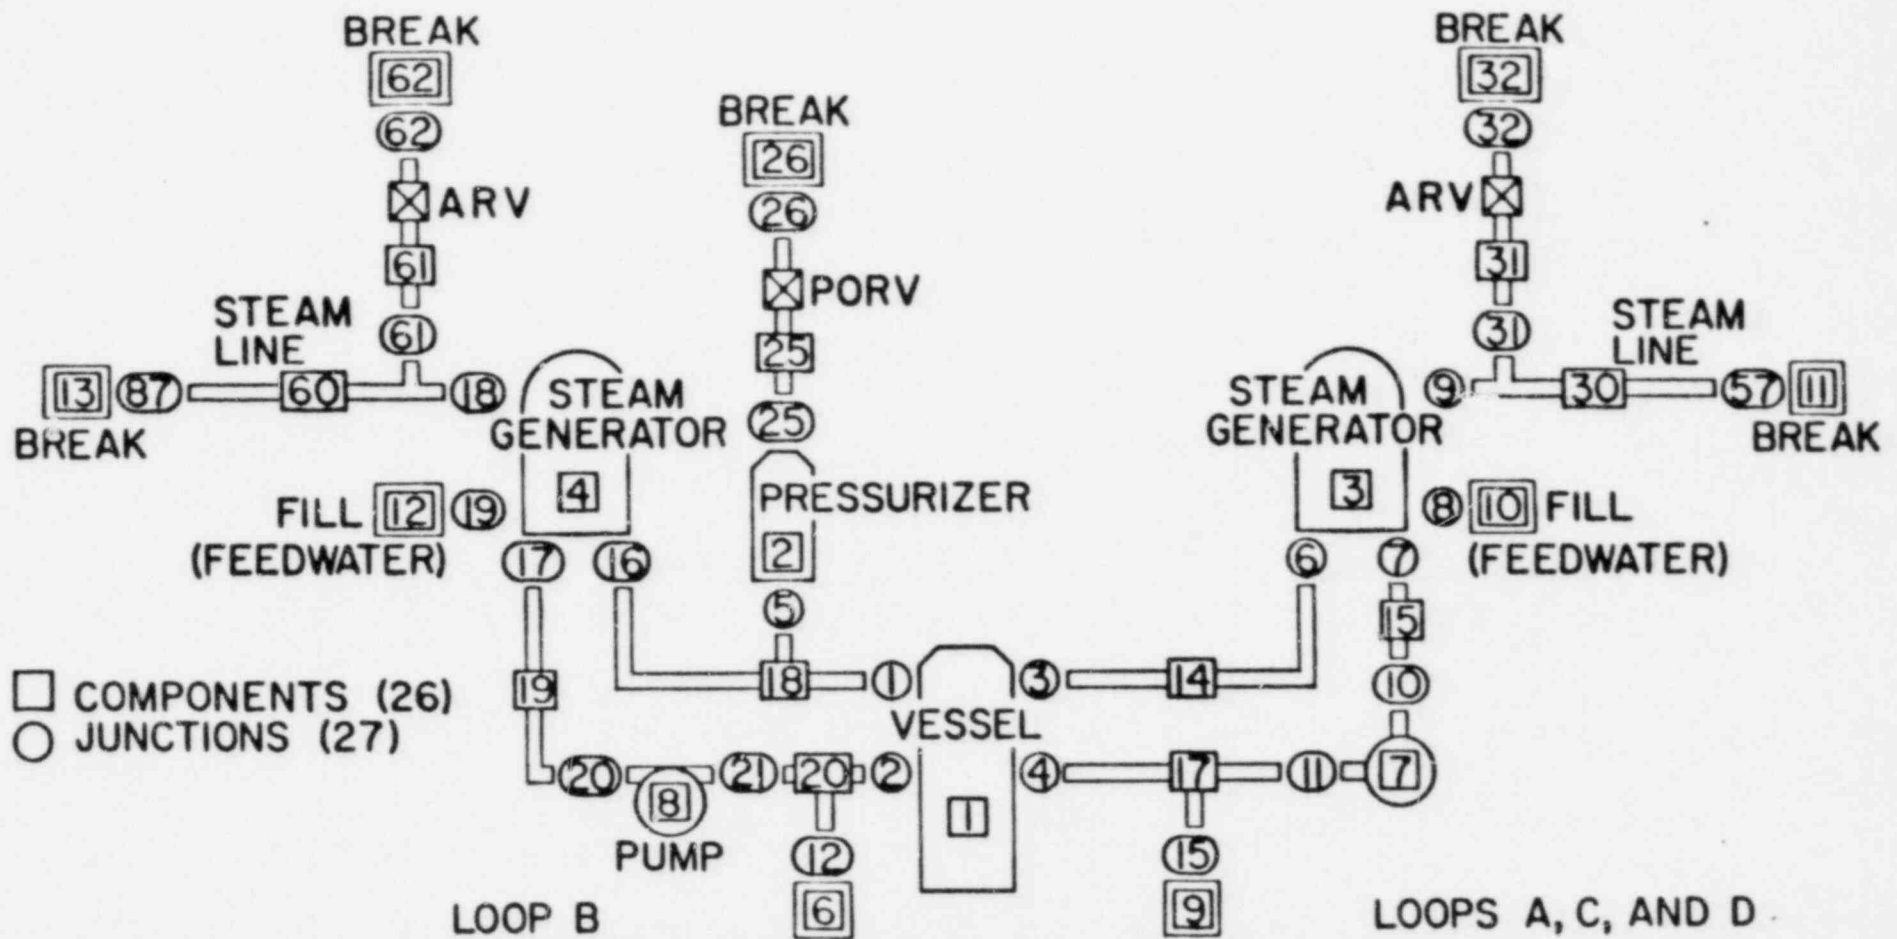 BREAK
62
62
ARV
61
STEAM
LINE
61
13 87 60 18
BREAK
STEAM
GENERATOR
4
FILL 12 19
(FEEDWATER)
17 16
BREAK
26
26
PORV
25
25
PRESSURIZER
2
5
19
18 1
20
8
PUMP
21 20 2
12
6
VESSEL
1
3 14
4 17 11 7
15
9
BREAK
32
32
ARV
31
31
STEAM
LINE
9 30 57 11
BREAK
STEAM
GENERATOR
3
8 10 FILL
(FEEDWATER)
6 7
15
10
COMPONENTS (26)
JUNCTIONS (27)
LOOP B
LOOPS A, C, AND D